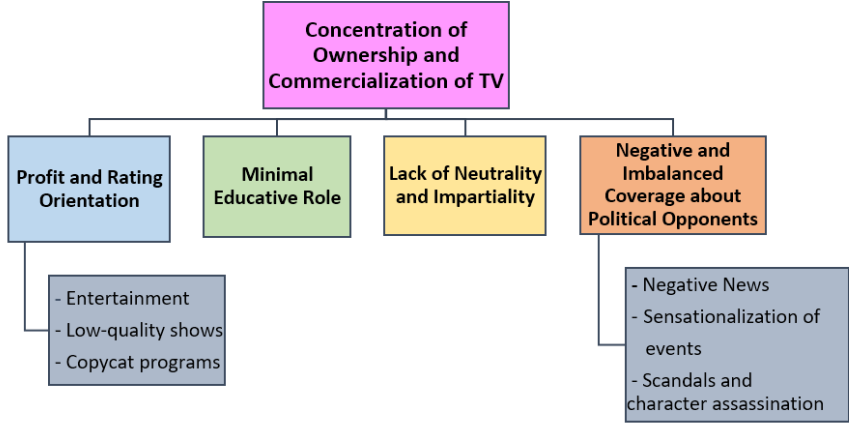 Concentration of
Ownership and
Commercialization of TV
Profit and Rating
Orientation
Minimal
Educative Role
Lack of Neutrality
and Impartiality
Negative and
Imbalanced
Coverage about
Political Opponents
- Entertainment
- Low-quality shows
- Copycat programs
- Negative News
- Sensationalization of
events
- Scandals and
character assassination